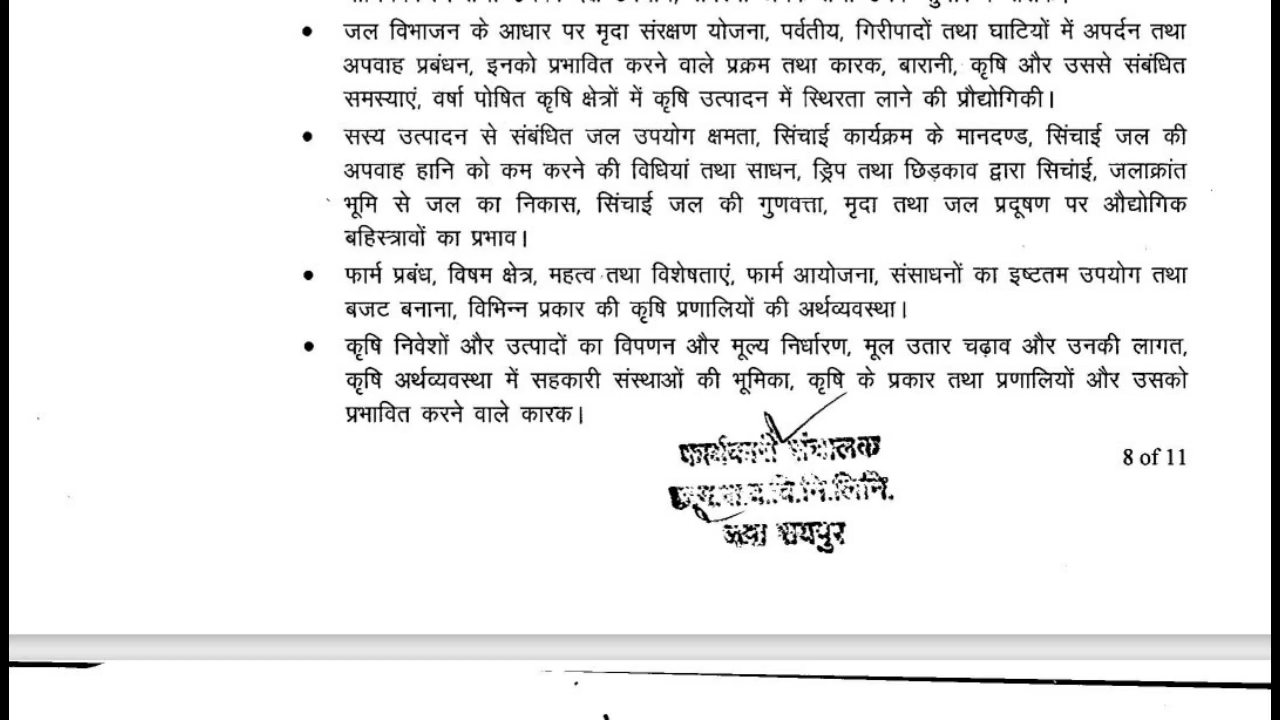 • जल विभाजन के आधार पर मृदा संरक्षण योजना, पर्वतीय, गिरीपादों तथा घाटियों में अपर्दन तथा
अपवाह प्रबंधन, इनको प्रभावित करने वाले प्रक्रम तथा कारक, बारानी, कृषि और उससे संबंधित
समस्याएं, वर्षा पोषित कृषि क्षेत्रों में कृषि उत्पादन में स्थिरता लाने की प्रौद्योगिकी।
• सस्य उत्पादन से संबंधित जल उपयोग क्षमता, सिंचाई कार्यक्रम के मानदण्ड, सिंचाई जल की
अपवाह हानि को कम करने की विधियां तथा साधन, ड्रिप तथा छिड़काव द्वारा सिचांई, जलाक्रांत
भूमि से जल का निकास, सिंचाई जल की गुणवत्ता, मृदा तथा जल प्रदूषण पर औद्योगिक
बहिस्त्रावों का प्रभाव।
• फार्म प्रबंध, विषम क्षेत्र, महत्व तथा विशेषताएं, फार्म आयोजना, संसाधनों का इष्टतम उपयोग तथा
बजट बनाना, विभिन्न प्रकार की कृषि प्रणालियों की अर्थव्यवस्था।
• कृषि निवेशों और उत्पादों का विपणन और मूल्य निर्धारण, मूल उतार चढ़ाव और उनकी लागत,
कृषि अर्थव्यवस्था में सहकारी संस्थाओं की भूमिका, कृषि के प्रकार तथा प्रणालियों और उसको
प्रभावित करने वाले कारक।
संचालक
8 of 11
रायपुर